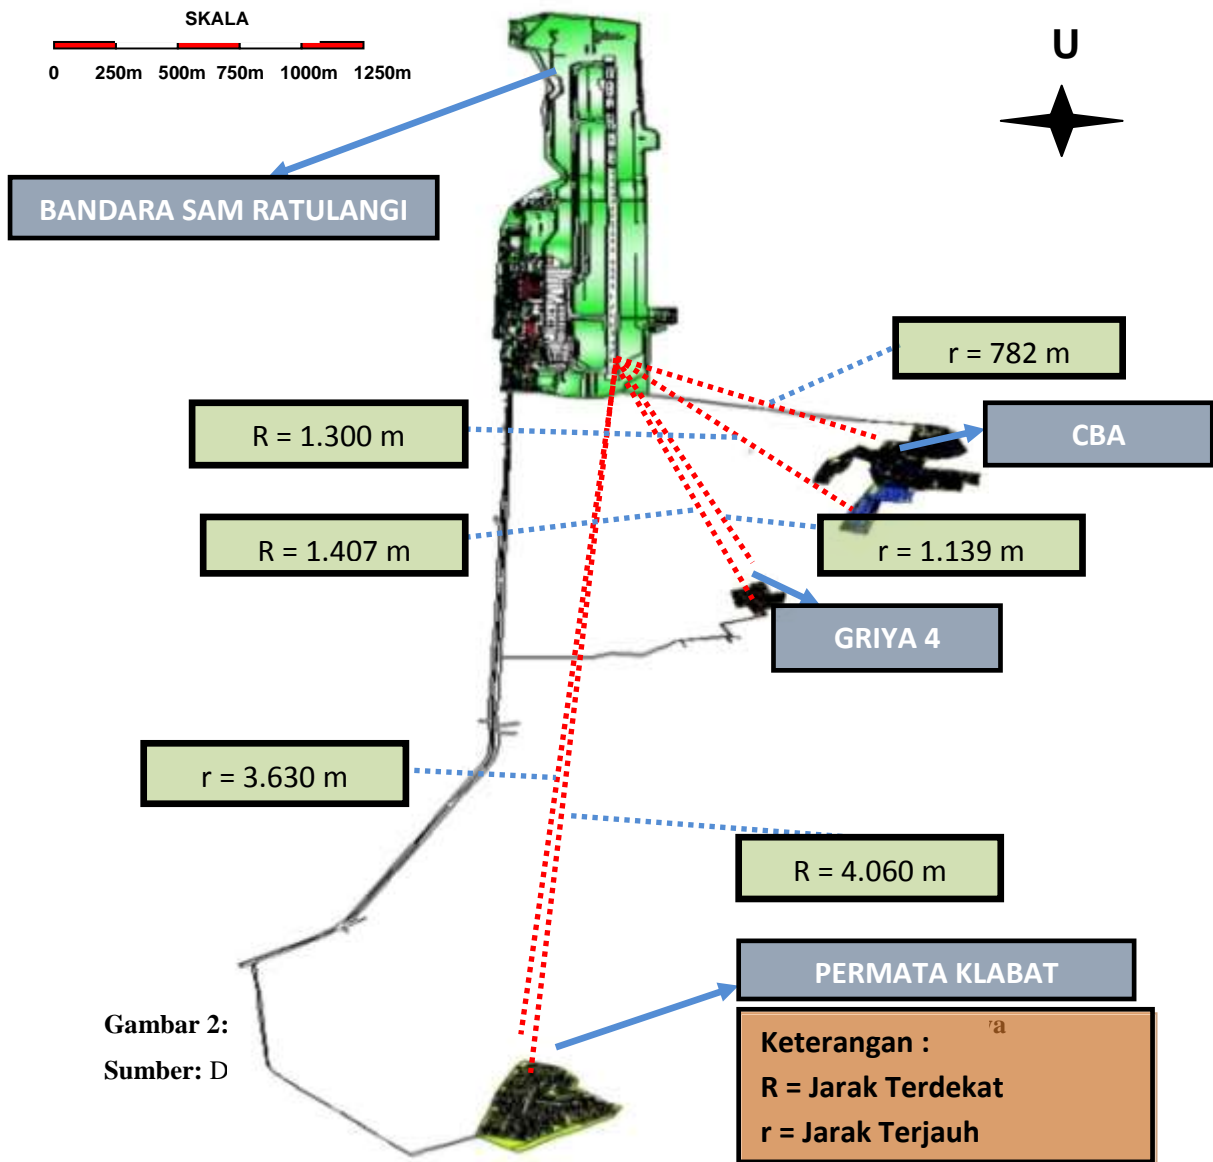 SKALA
0 250m 500m 750m 1000m 1250m
U
BANDARA SAM RATULANGI
r = 782 m
R = 1.300 m
CBA
R = 1.407 m
r = 1.139 m
GRIYA 4
r = 3.630 m
R = 4.060 m
PERMATA KLABAT
Gambar 2:
ya
Sumber: D
Keterangan :
R = Jarak Terdekat
r = Jarak Terjauh